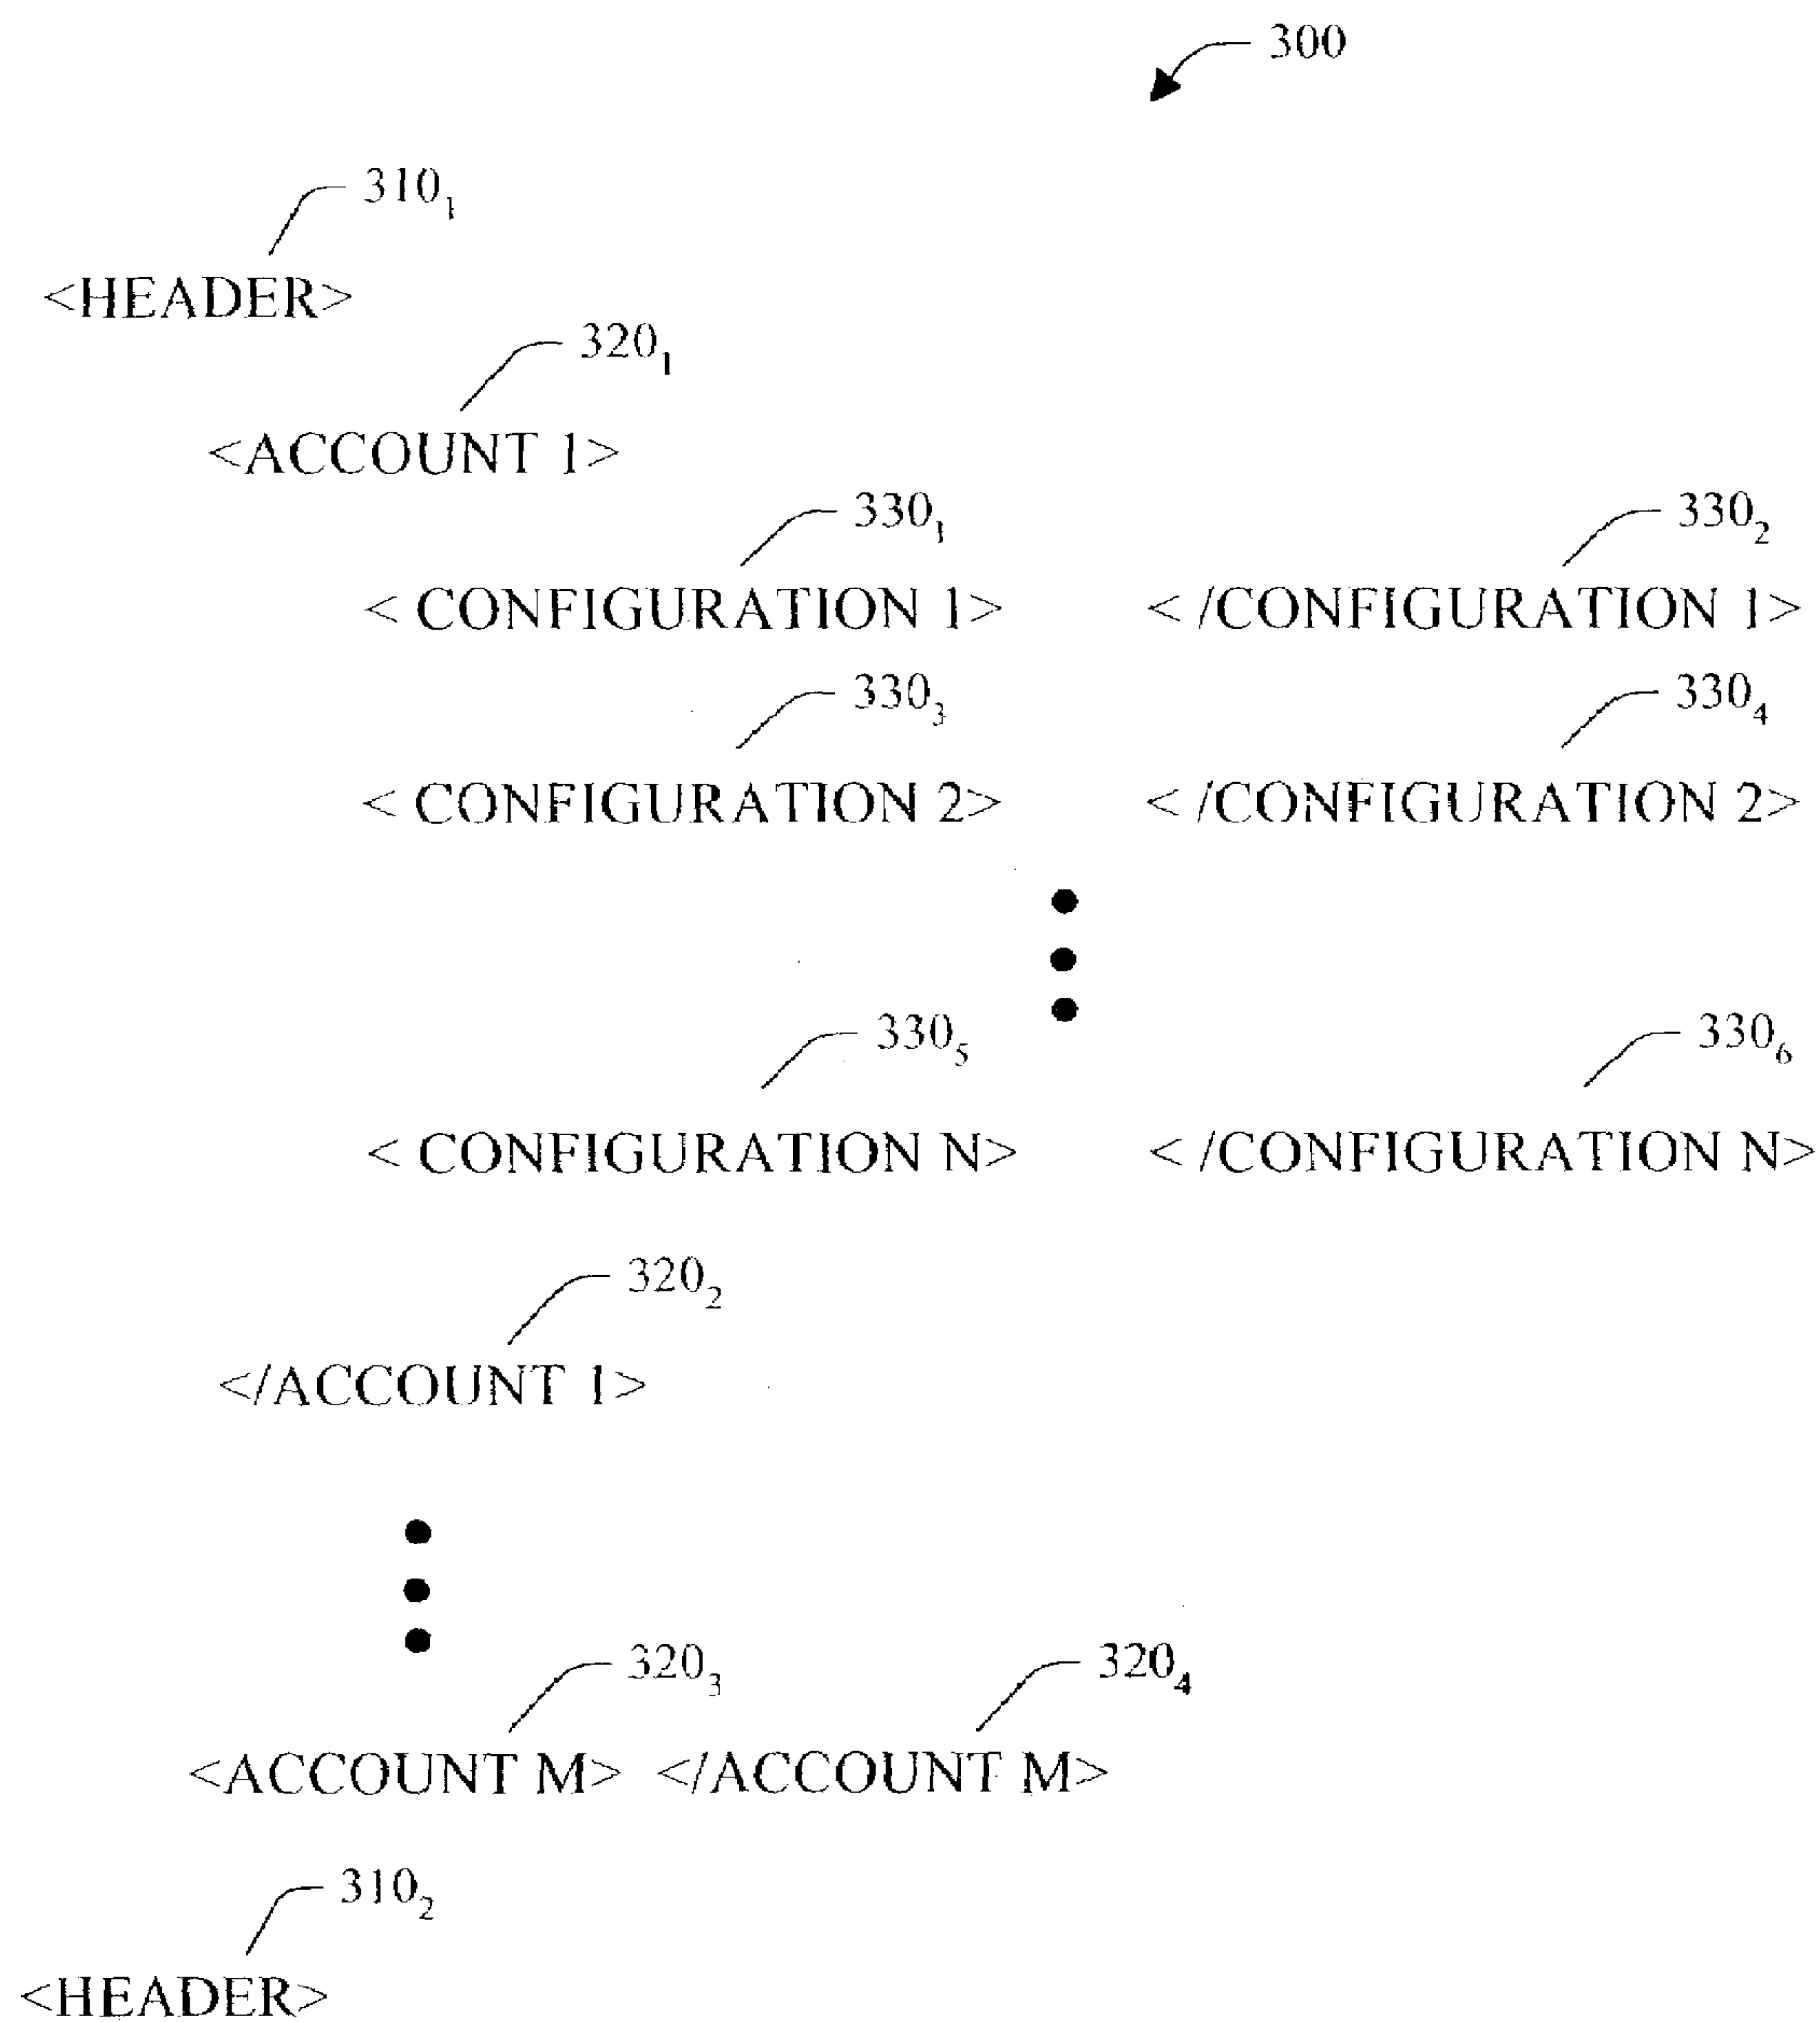 300
310₁
<HEADER>
320₁
<ACCOUNT 1>
330₁ 330₂
< CONFIGURATION 1> < /CONFIGURATION 1>
330₃ 330₄
< CONFIGURATION 2> < /CONFIGURATION 2>
330₅ 330₆
< CONFIGURATION N> < /CONFIGURATION N>
320₂
</ACCOUNT 1>
320₃ 320₄
<ACCOUNT M> </ACCOUNT M>
310₂
<HEADER>